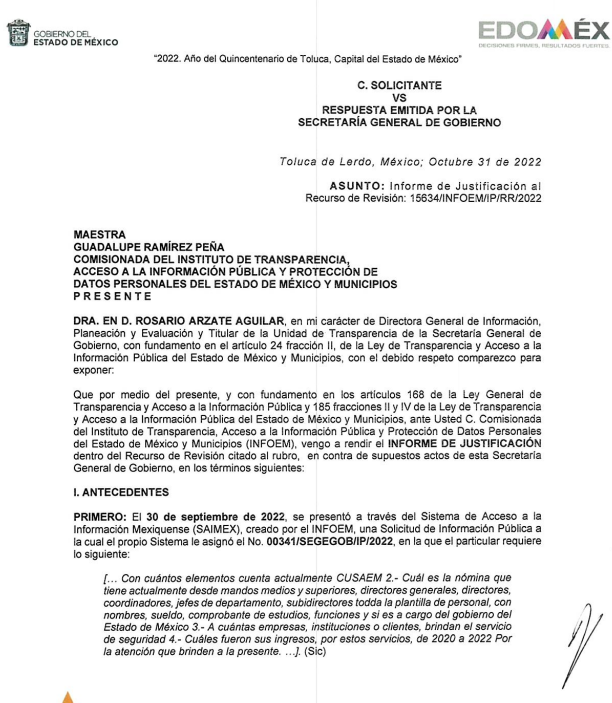 GOBIERNO DEL
ESTADO DE MÉXICO
EDOMÉX
DECISIONES FIRMES, RESULTADOS FUERTES.
"2022. Año del Quincentenario de Toluca, Capital del Estado de México"
C. SOLICITANTE
VS
RESPUESTA EMITIDA POR LA
SECRETARÍA GENERAL DE GOBIERNO
Toluca de Lerdo, México; Octubre 31 de 2022
ASUNTO: Informe de Justificación al
Recurso de Revisión: 15634/INFOEM/IP/RR/2022
MAESTRA
GUADALUPE RAMÍREZ PEÑA
COMISIONADA DEL INSTITUTO DE TRANSPARENCIA,
ACCESO A LA INFORMACIÓN PÚBLICA Y PROTECCIÓN DE
DATOS PERSONALES DEL ESTADO DE MÉXICO Y MUNICIPIOS
P R E S E N T E
DRA. EN D. ROSARIO ARZATE AGUILAR, en mi carácter de Directora General de Información,
Planeación y Evaluación y Titular de la Unidad de Transparencia de la Secretaría General de
Gobierno, con fundamento en el artículo 24 fracción II, de la Ley de Transparencia y Acceso a la
Información Pública del Estado de México y Municipios, con el debido respeto comparezco para
exponer:
Que por medio del presente, y con fundamento en los artículos 168 de la Ley General de
Transparencia y Acceso a la Información Pública y 185 fracciones II y IV de la Ley de Transparencia
y Acceso a la Información Pública del Estado de México y Municipios, ante Usted C. Comisionada
del Instituto de Transparencia, Acceso a la Información Pública y Protección de Datos Personales
del Estado de México y Municipios (INFOEM), vengo a rendir el INFORME DE JUSTIFICACIÓN
dentro del Recurso de Revisión citado al rubro, en contra de supuestos actos de esta Secretaría
General de Gobierno, en los términos siguientes:
I. ANTECEDENTES
PRIMERO: El 30 de septiembre de 2022, se presentó a través del Sistema de Acceso a la
Información Mexiquense (SAIMEX), creado por el INFOEM, una Solicitud de Información Pública a
la cual el propio Sistema le asignó el No. 00341/SEGEGOB/IP/2022, en la que el particular requiere
lo siguiente:
[… Con cuántos elementos cuenta actualmente CUSAEM 2.- Cuál es la nómina que
tiene actualmente desde mandos medios y superiores, directores generales, directores,
coordinadores, jefes de departamento, subdirectores todda la plantilla de personal, con
nombres, sueldo, comprobante de estudios, funciones y si es a cargo del gobierno del
Estado de México 3.- A cuántas empresas, instituciones o clientes, brindan el servicio
de seguridad 4.- Cuáles fueron sus ingresos, por estos servicios, de 2020 a 2022 Por
la atención que brinden a la presente. …]. (Sic)